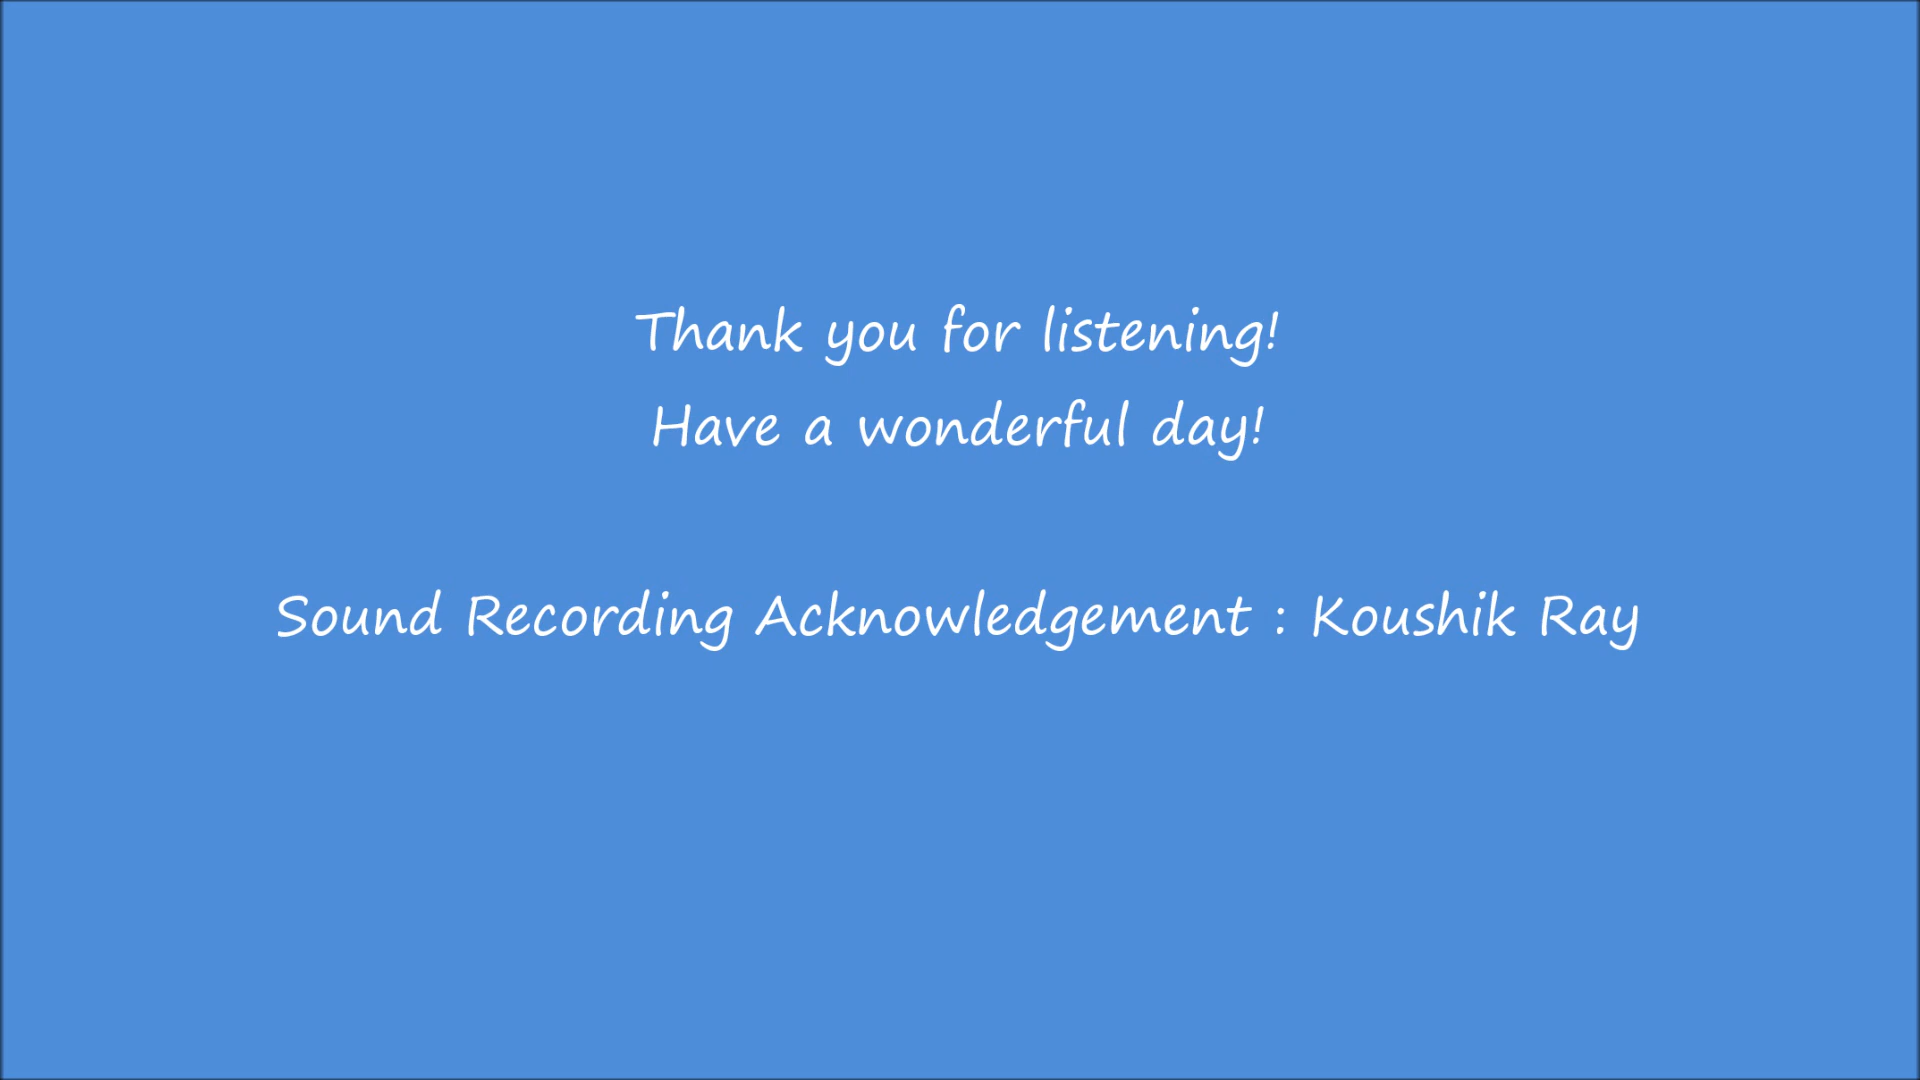 Thank you for listening!
Have a wonderful day!
Sound Recording Acknowledgement : Koushik Ray